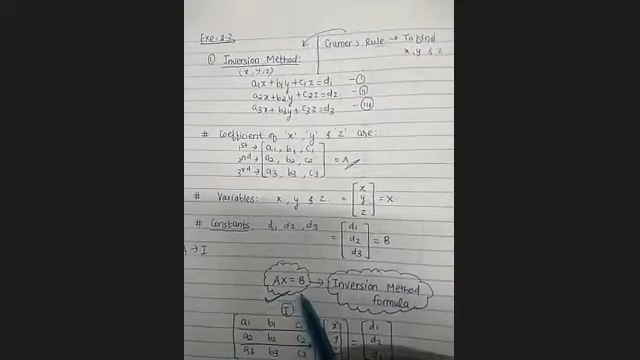 Exe-2.3
Cramer's Rule → To find
x, y & z
① Inversion Method:
(x, y, z)
a₁x + b₁y + c₁z = d₁ — ⓘ
a₂x + b₂y + c₂z = d₂ — ⓘⓘ
a₃x + b₃y + c₃z = d₃ — ⓘⓘⓘ
# Coefficient of 'x', 'y' & 'z' are:
1st → [a₁, b₁, c₁]
2nd → [a₂, b₂, c₂] = A
3rd → [a₃, b₃, c₃]
# Variables: x, y & z. = [x y z] = X
# Constants: d₁, d₂, d₃ = [d₁ d₂ d₃] = B
A → I
AX = B → Inversion Method formula
Ⓘ
a₁ b₁ c₁ x = d₁
a₂ b₂ c₂ y = d₂
a₃ b₃ c₃